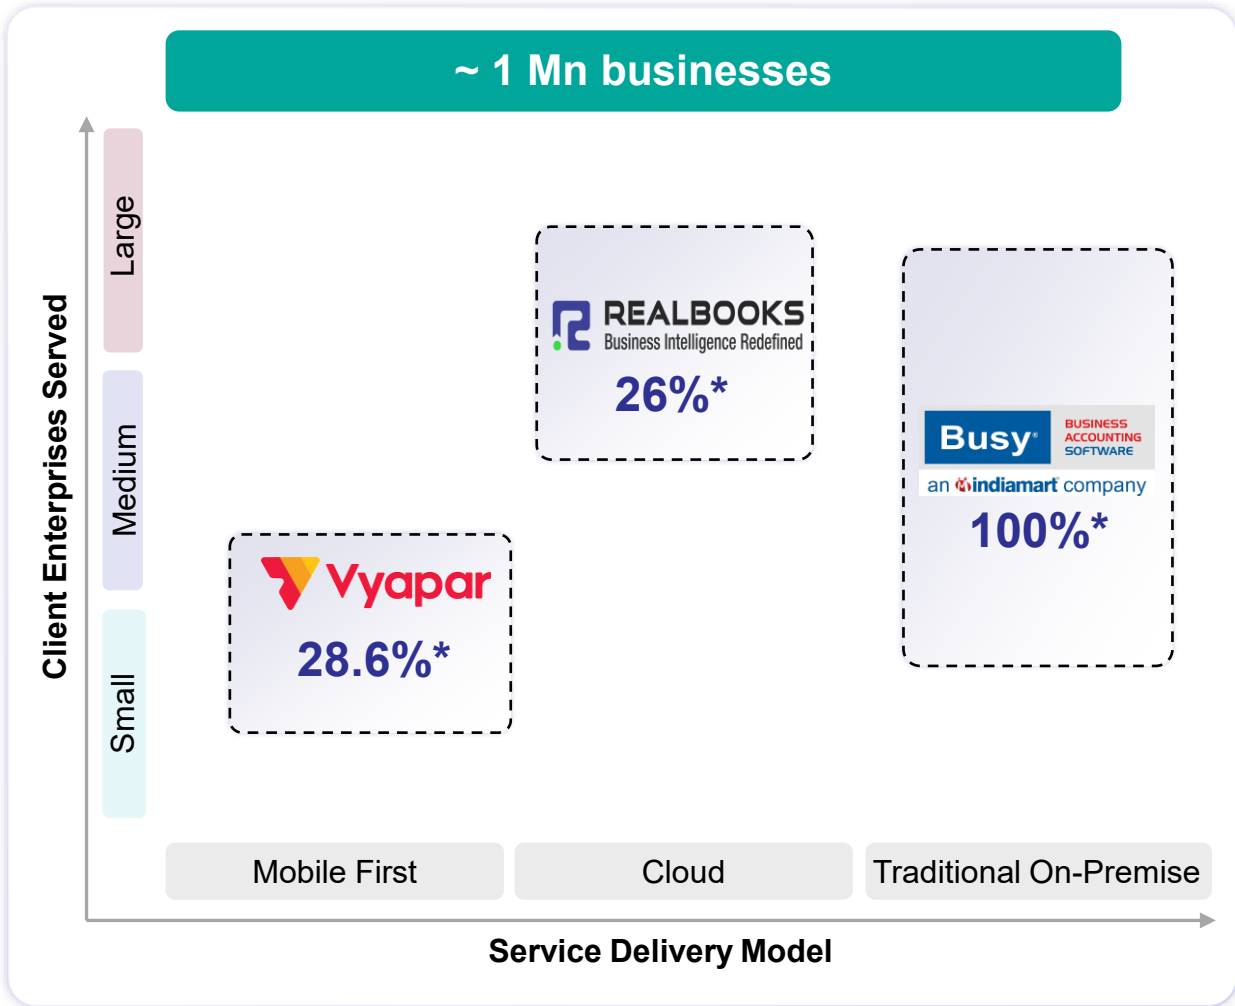 ~ 1 Mn businesses
Client Enterprises Served
Large
Medium
Small
REALBOOKS
Business Intelligence Redefined
26%*
Busy®
BUSINESS
ACCOUNTING
SOFTWARE
an indiamart company
100%*
Vyapar
28.6%*
Mobile First
Cloud
Traditional On-Premise
Service Delivery Model